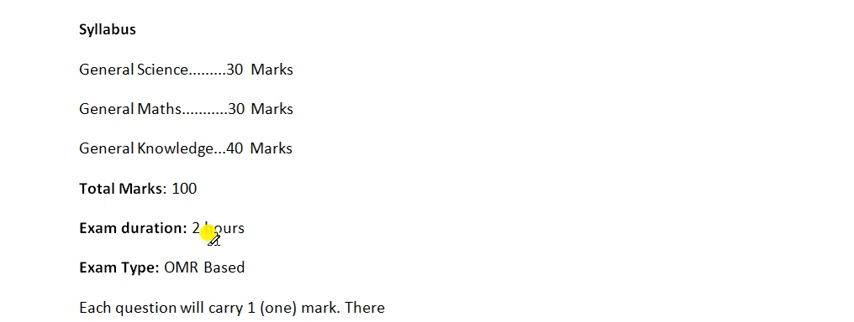 Syllabus
General Science.........30 Marks
General Maths...........30 Marks
General Knowledge...40 Marks
Total Marks: 100
Exam duration: 2 hours
Exam Type: OMR Based
Each question will carry 1 (one) mark. There